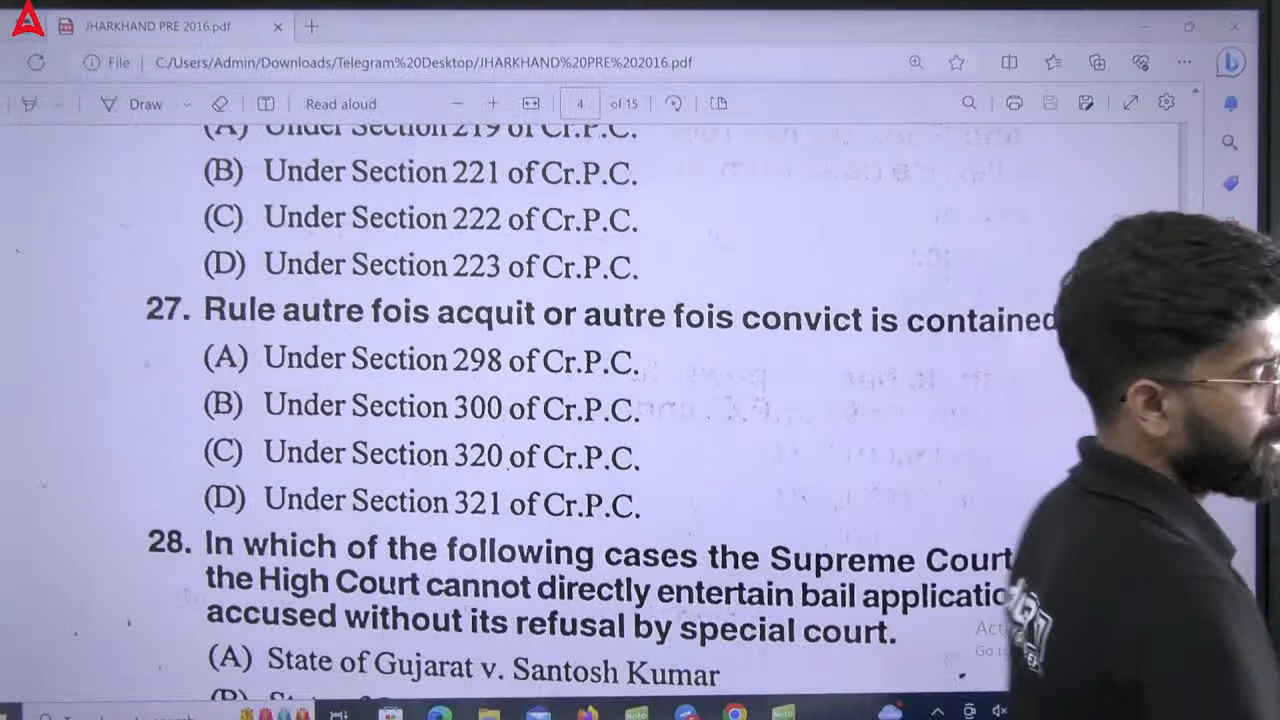 JHARKHAND PRE 2016.pdf
File C:/Users/Admin/Downloads/Telegram%20Desktop/JHARKHAND%20PRE%202016.pdf
Draw Read aloud 4 of 15
(A) Under Section 219 of Cr.P.C.
(B) Under Section 221 of Cr.P.C.
(C) Under Section 222 of Cr.P.C.
(D) Under Section 223 of Cr.P.C.
27. Rule autre fois acquit or autre fois convict is contained
(A) Under Section 298 of Cr.P.C.
(B) Under Section 300 of Cr.P.C.
(C) Under Section 320 of Cr.P.C.
(D) Under Section 321 of Cr.P.C.
28. In which of the following cases the Supreme Court
the High Court cannot directly entertain bail applicatio
accused without its refusal by special court.
(A) State of Gujarat v. Santosh Kumar